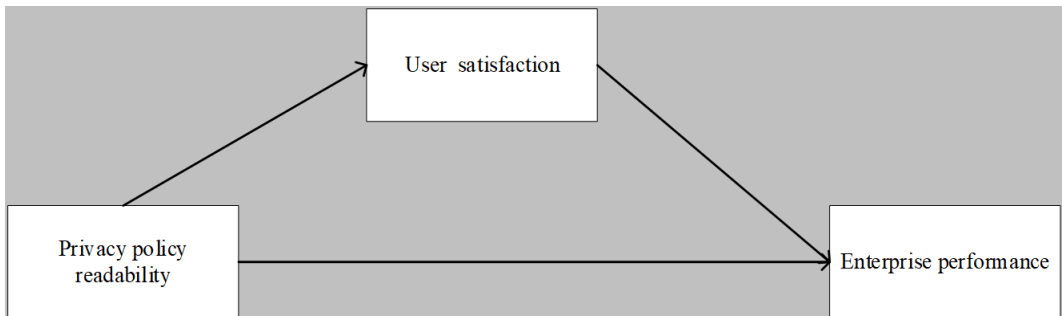 User satisfaction
Privacy policy
readability
Enterprise performance